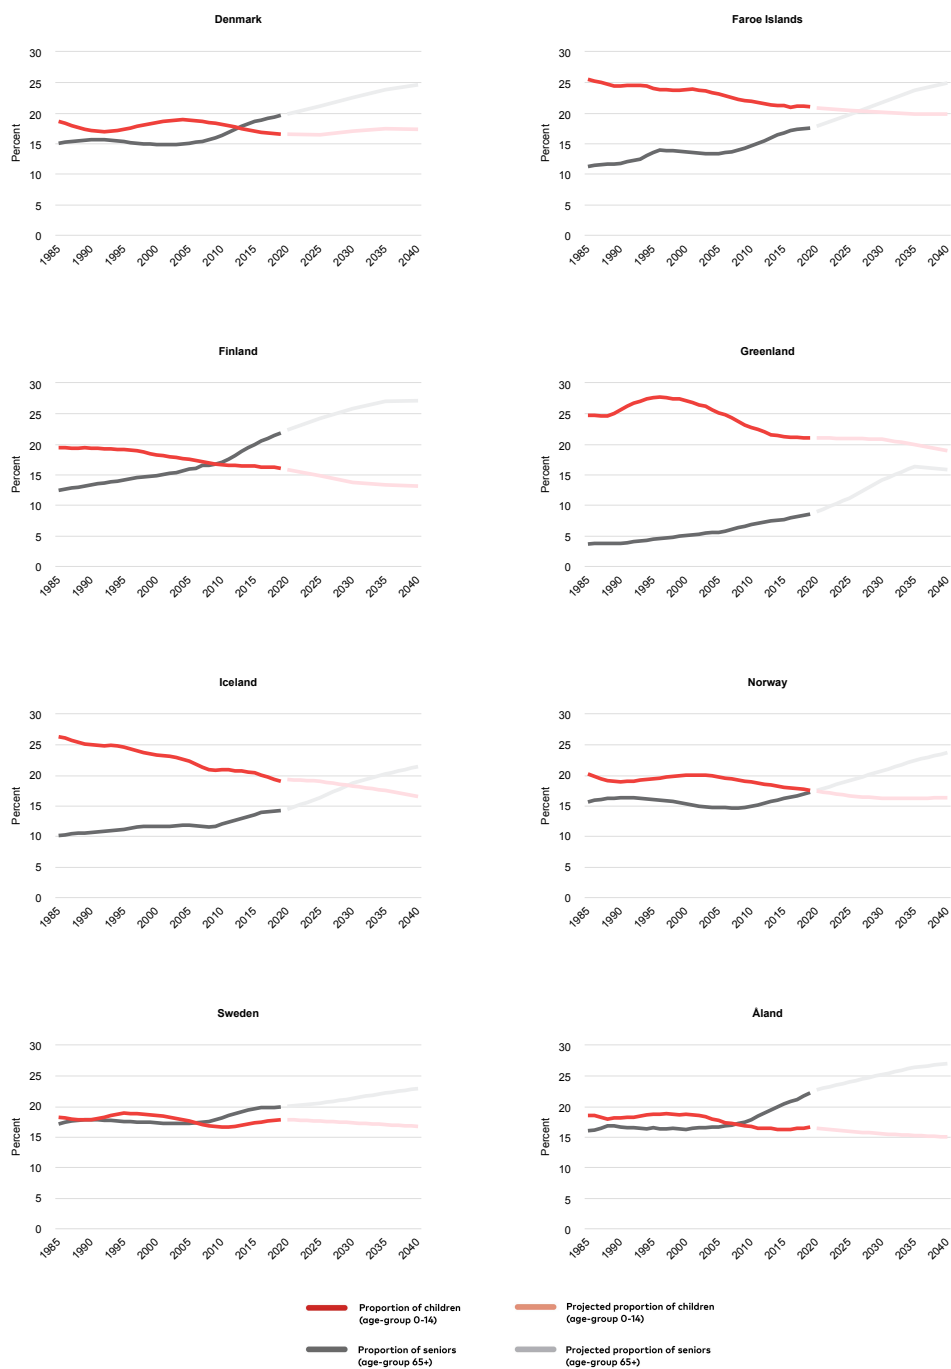 Denmark
Percent
30
25
20
15
10
5
0
1985 1990 1995 2000 2005 2010 2015 2020 2025 2030 2035 2040
Faroe Islands
Percent
30
25
20
15
10
5
0
1985 1990 1995 2000 2005 2010 2015 2020 2025 2030 2035 2040
Finland
Percent
30
25
20
15
10
5
0
1985 1990 1995 2000 2005 2010 2015 2020 2025 2030 2035 2040
Greenland
Percent
30
25
20
15
10
5
0
1985 1990 1995 2000 2005 2010 2015 2020 2025 2030 2035 2040
Iceland
Percent
30
25
20
15
10
5
0
1985 1990 1995 2000 2005 2010 2015 2020 2025 2030 2035 2040
Norway
Percent
30
25
20
15
10
5
0
1985 1990 1995 2000 2005 2010 2015 2020 2025 2030 2035 2040
Sweden
Percent
30
25
20
15
10
5
0
1985 1990 1995 2000 2005 2010 2015 2020 2025 2030 2035 2040
Åland
Percent
30
25
20
15
10
5
0
1985 1990 1995 2000 2005 2010 2015 2020 2025 2030 2035 2040
Proportion of children
(age-group 0-14)
Projected proportion of children
(age-group 0-14)
Proportion of seniors
(age-group 65+)
Projected proportion of seniors
(age-group 65+)